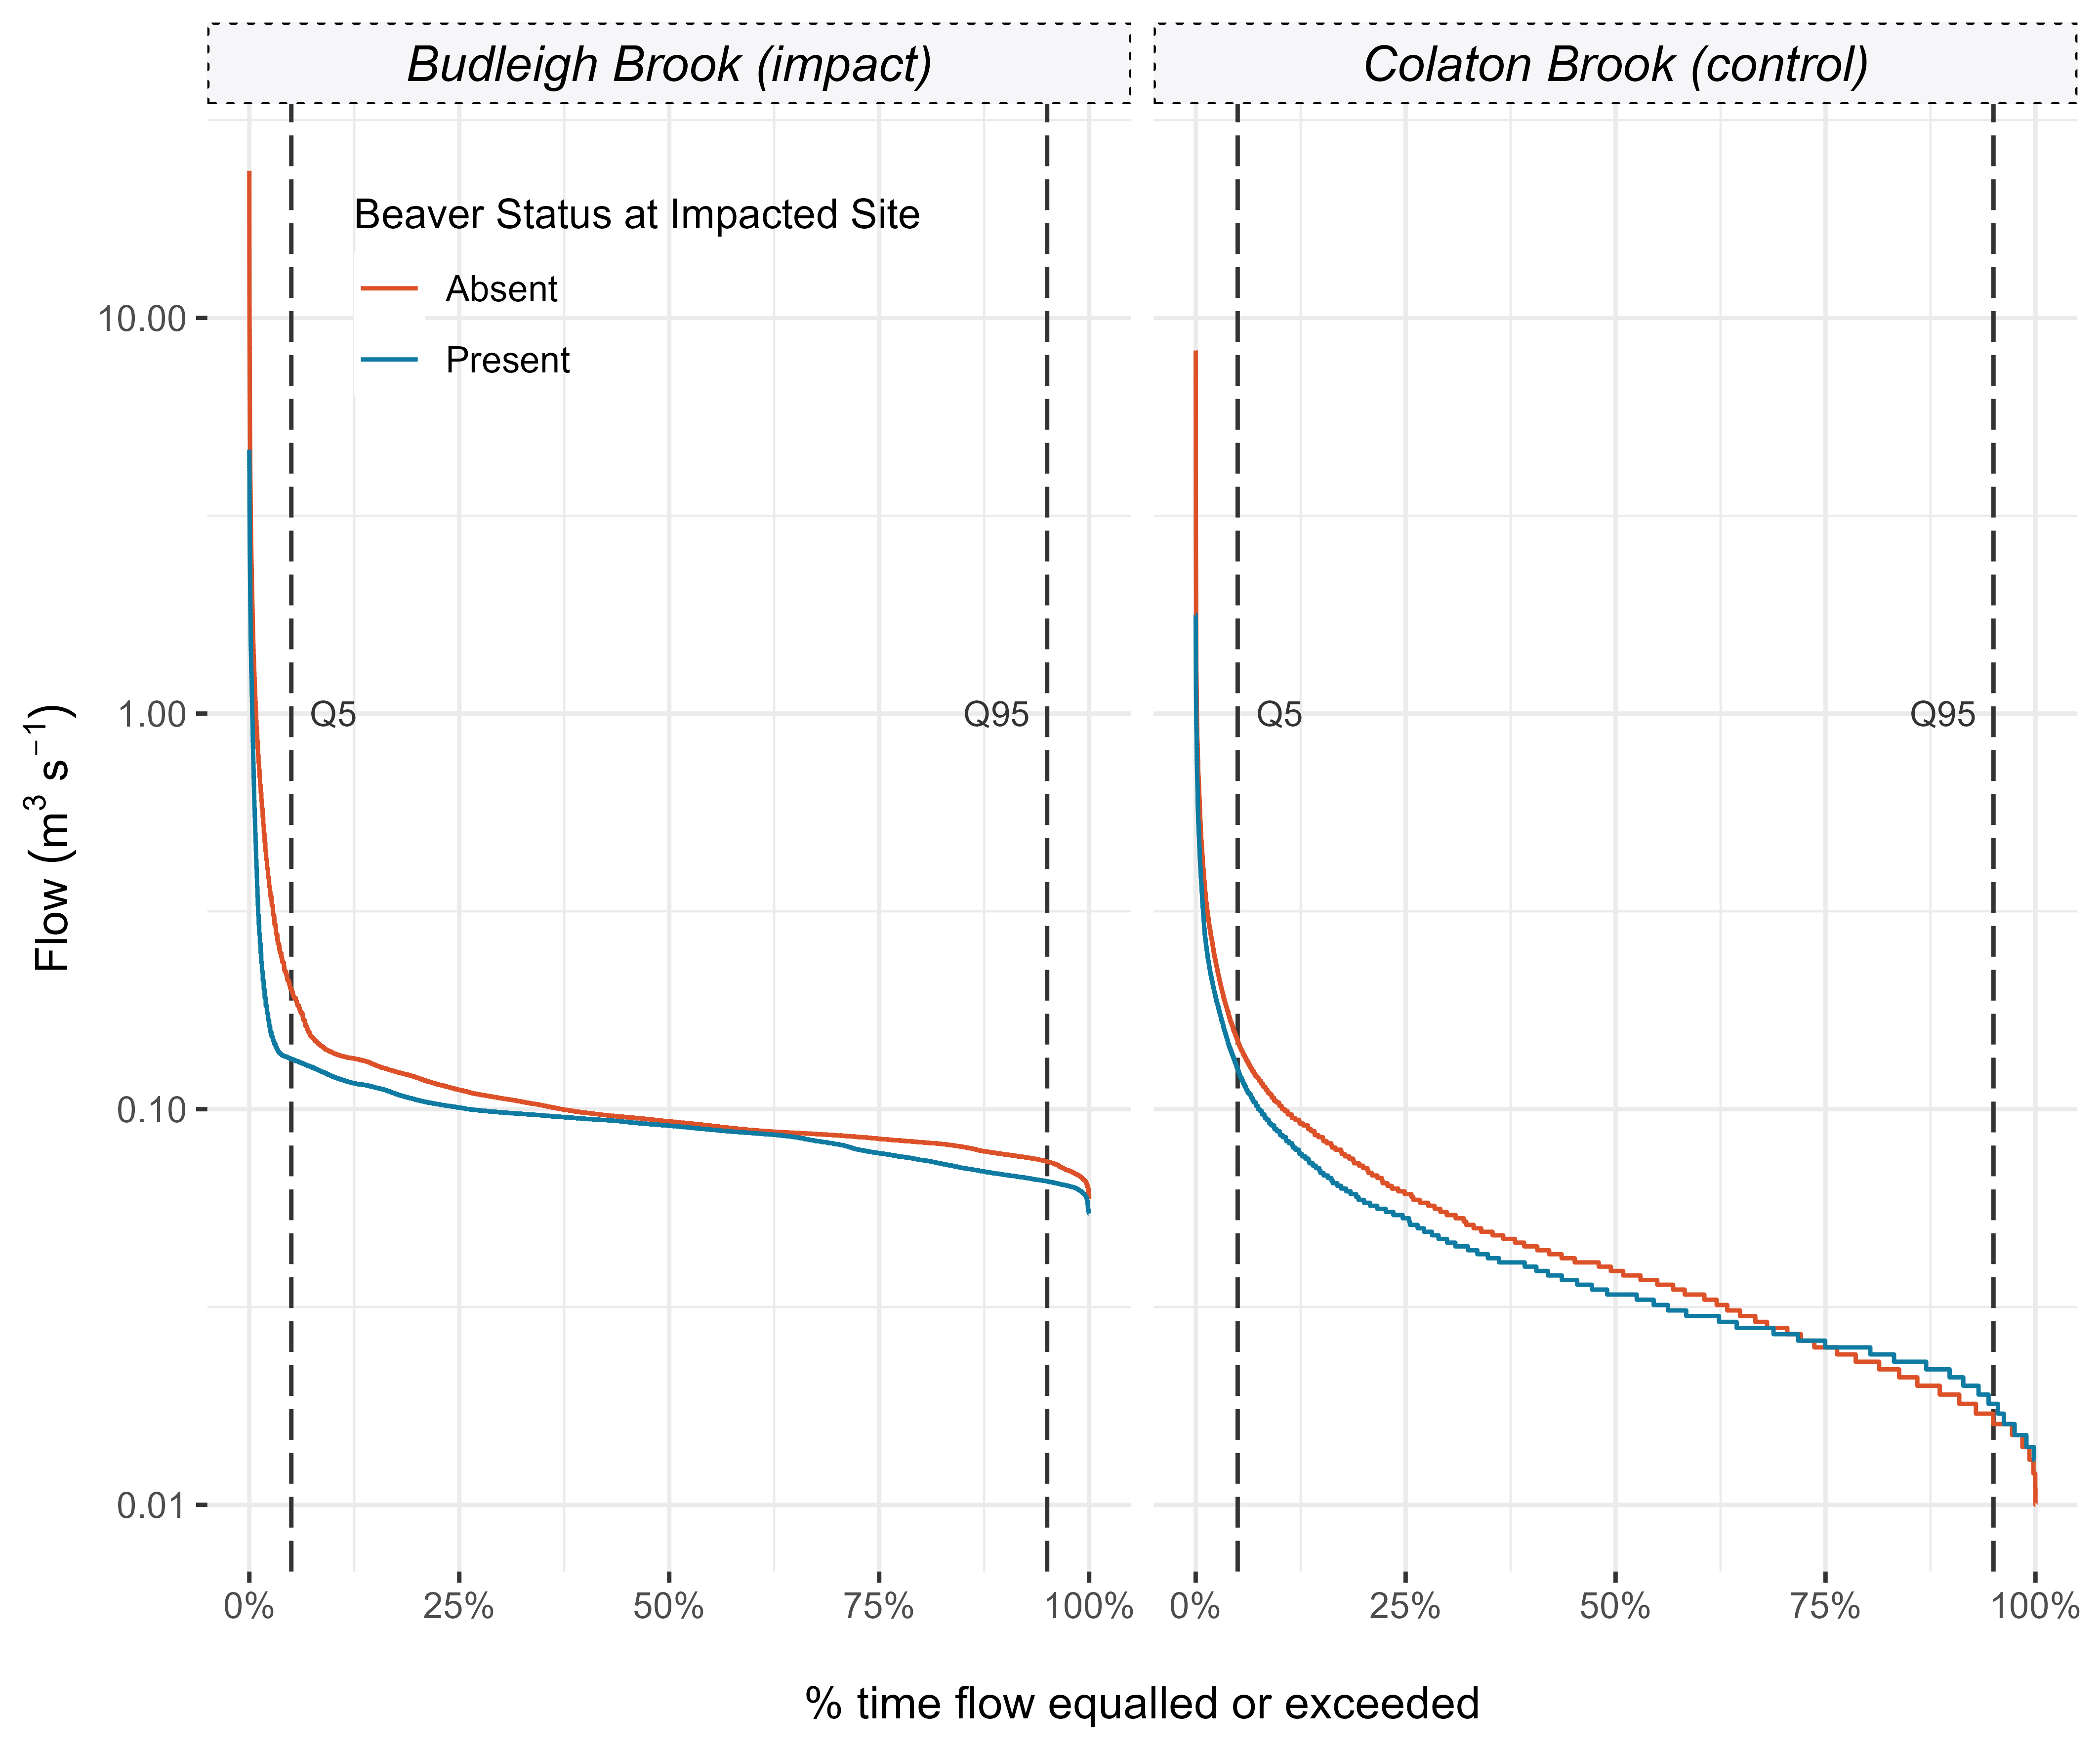 Budleigh Brook (impact)
Colaton Brook (control)
Beaver Status at Impacted Site
Absent
Present
10.00
1.00
0.10
0.01
Flow (m³ s⁻¹)
Q5
Q95
Q5
Q95
0% 25% 50% 75% 100%
0% 25% 50% 75% 100%
% time flow equalled or exceeded